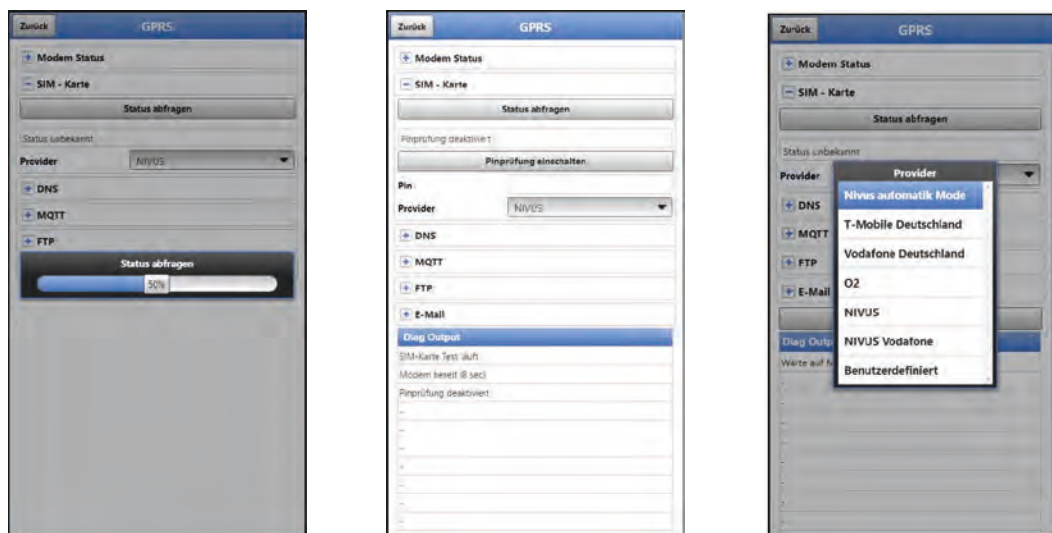 Zurück GPRS
Modem Status
SIM - Karte
Status abfragen
Status unbekannt
Provider NIVUS
DNS
MQTT
FTP
Status abfragen
50%
Zurück GPRS
Modem Status
SIM - Karte
Status abfragen
Pinprüfung deaktiviert
Pinprüfung einschalten
Pin
Provider NIVUS
DNS
MQTT
FTP
E-Mail
Diag Output
SIM-Karte Test läuft
Modem bereit (8 sec)
Pinprüfung deaktiviert
Zurück GPRS
Modem Status
SIM - Karte
Status abfragen
Status unbekannt
Provider
DNS
MQTT
FTP
E-Mail
Diag Outp
Warte auf
Provider
Nivus automatik Mode
T-Mobile Deutschland
Vodafone Deutschland
O2
NIVUS
NIVUS Vodafone
Benutzerdefiniert